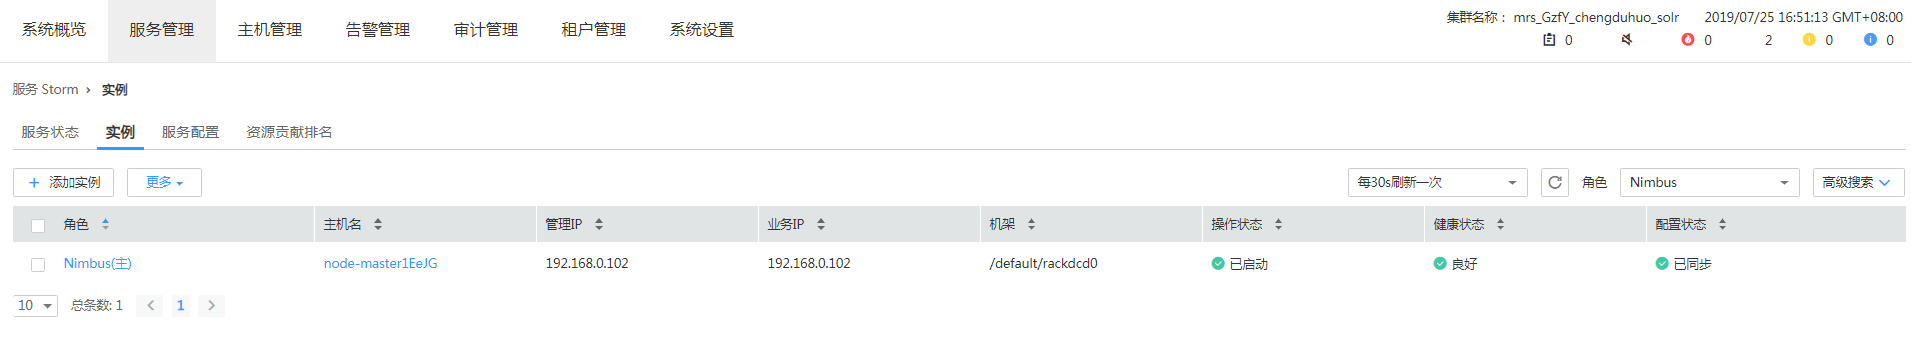 系统概览 服务管理 主机管理 告警管理 审计管理 租户管理 系统设置
集群名称： mrs_GzfY_chengduhuo_solr 2019/07/25 16:51:13 GMT+08:00
0 0 2 0 0
服务 Storm › 实例
服务状态 实例 服务配置 资源贡献排名
+ 添加实例 更多 每30s刷新一次 角色 Nimbus 高级搜索
角色 主机名 管理IP 业务IP 机架 操作状态 健康状态 配置状态
Nimbus(主) node-master1EeJG 192.168.0.102 192.168.0.102 /default/rackdcd0 已启动 良好 已同步
10 总条数: 1 < 1 >